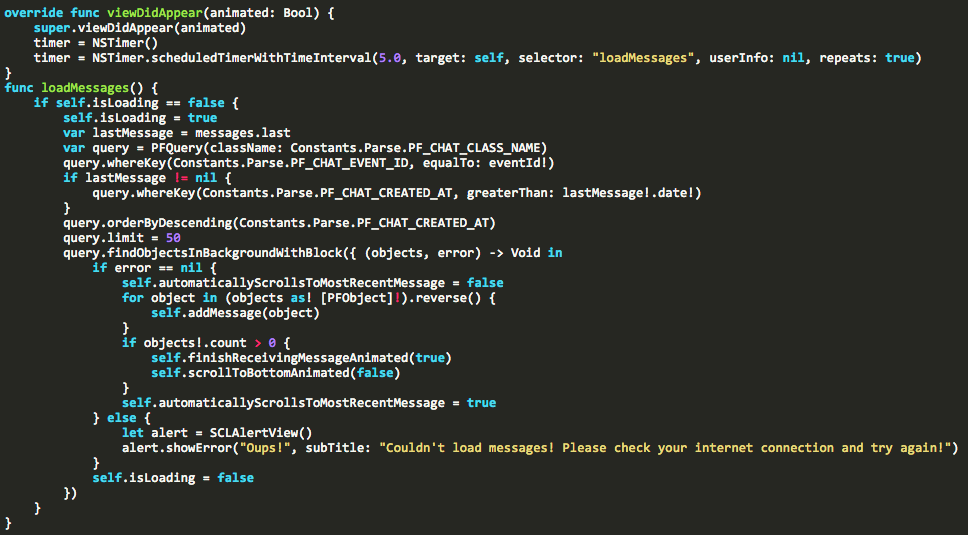 override func viewDidAppear(animated: Bool) {
    super.viewDidAppear(animated)
    timer = NSTimer()
    timer = NSTimer.scheduledTimerWithTimeInterval(5.0, target: self, selector: "loadMessages", userInfo: nil, repeats: true)
}
func loadMessages() {
    if self.isLoading == false {
        self.isLoading = true
        var lastMessage = messages.last
        var query = PFQuery(className: Constants.Parse.PF_CHAT_CLASS_NAME)
        query.whereKey(Constants.Parse.PF_CHAT_EVENT_ID, equalTo: eventId!)
        if lastMessage != nil {
            query.whereKey(Constants.Parse.PF_CHAT_CREATED_AT, greaterThan: lastMessage!.date!)
        }
        query.orderByDescending(Constants.Parse.PF_CHAT_CREATED_AT)
        query.limit = 50
        query.findObjectsInBackgroundWithBlock({ (objects, error) -> Void in
            if error == nil {
                self.automaticallyScrollsToMostRecentMessage = false
                for object in (objects as! [PFObject]!).reverse() {
                    self.addMessage(object)
                }
                if objects!.count > 0 {
                    self.finishReceivingMessageAnimated(true)
                    self.scrollToBottomAnimated(false)
                }
                self.automaticallyScrollsToMostRecentMessage = true
            } else {
                let alert = SCLAlertView()
                alert.showError("Oups!", subTitle: "Couldn't load messages! Please check your internet connection and try again!")
            }
            self.isLoading = false
        })
    }
}